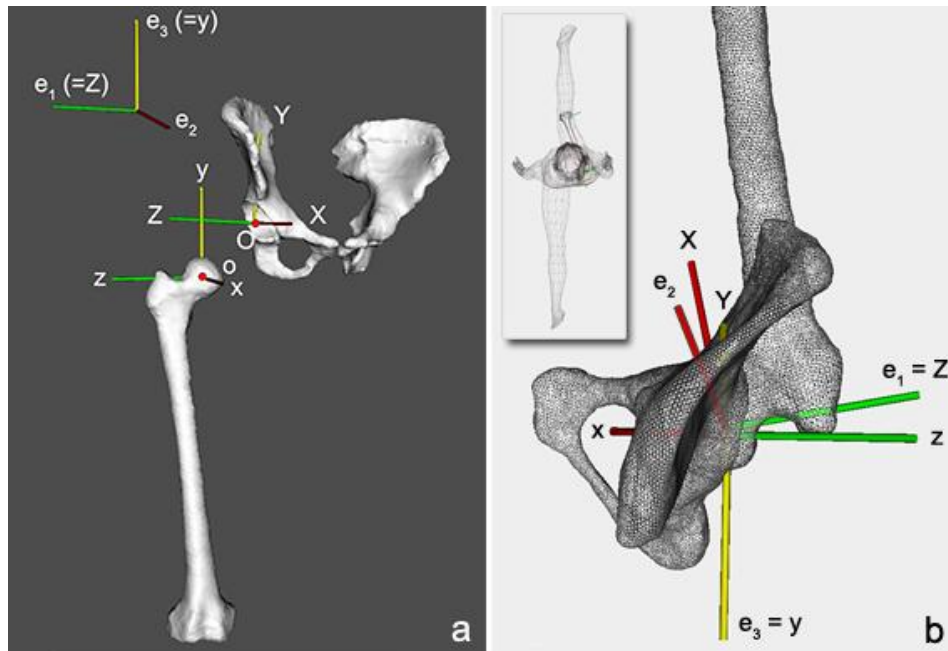 e3 (=y)
e1 (=Z)
e2
Y
y
Z
X
O
z
o
x
a
X
e2
Y
e1 = Z
x
z
e3 = y
b